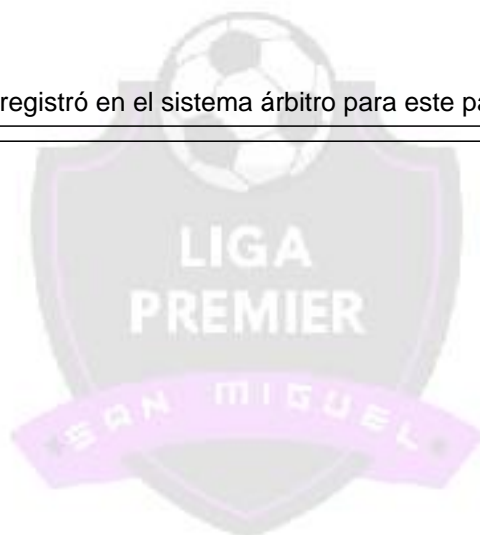 registró en el sistema árbitro para este pa
LIGA
PREMIER
SAN MIGUEL